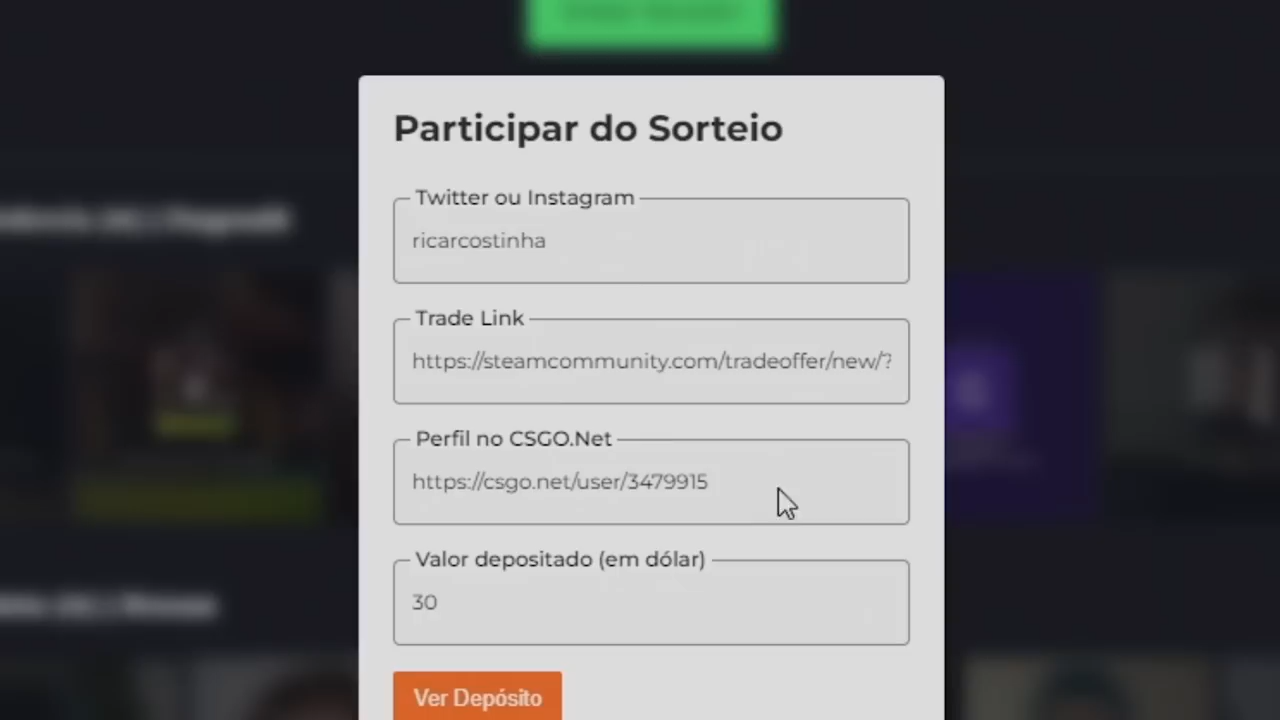 Participar do Sorteio
Twitter ou Instagram
ricarcostinha
Trade Link
https://steamcommunity.com/tradeoffer/new/?
Perfil no CSGO.Net
https://csgo.net/user/3479915
Valor depositado (em dólar)
30
Ver Depósito